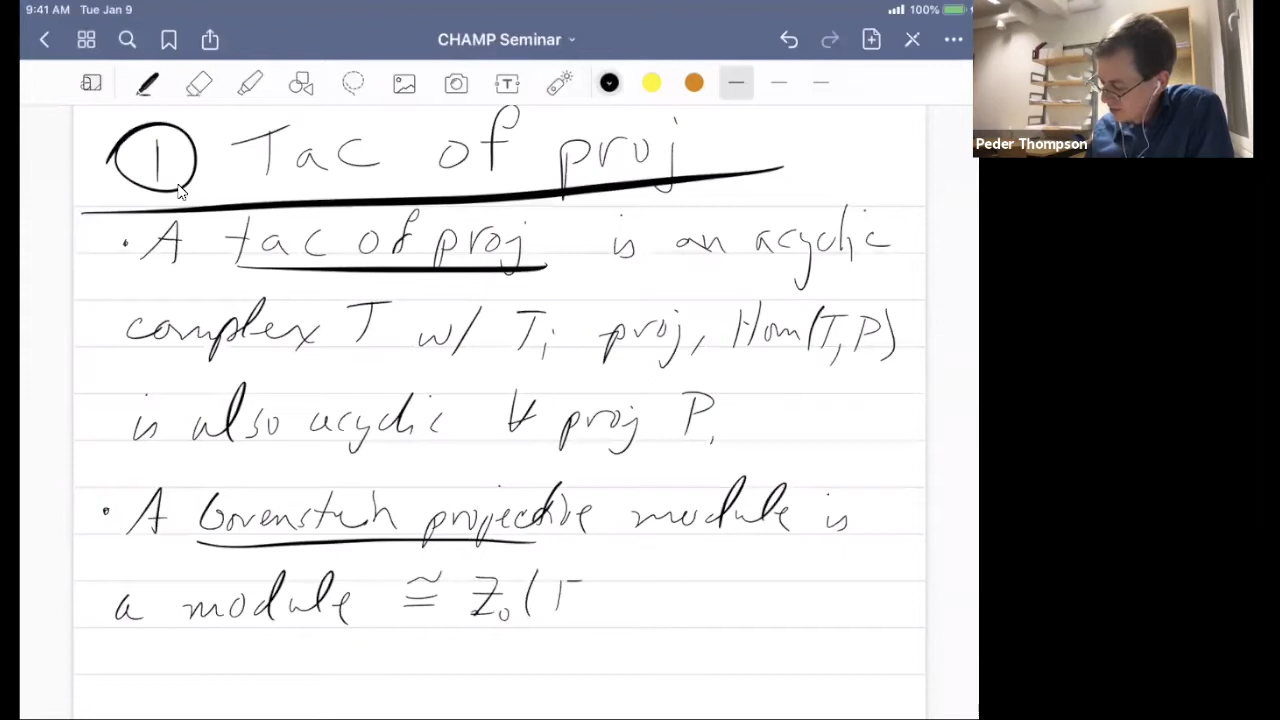 9:41 AM Tue Jan 9
100%
CHAMP Seminar
Peder Thompson
① Tac of proj
• A tac of proj is an acyclic
complex T w/ Ti proj, Hom(T,P)
is also acyclic ∀ proj P.
• A Gorenstein projective module is
a module ≅ Z₀(